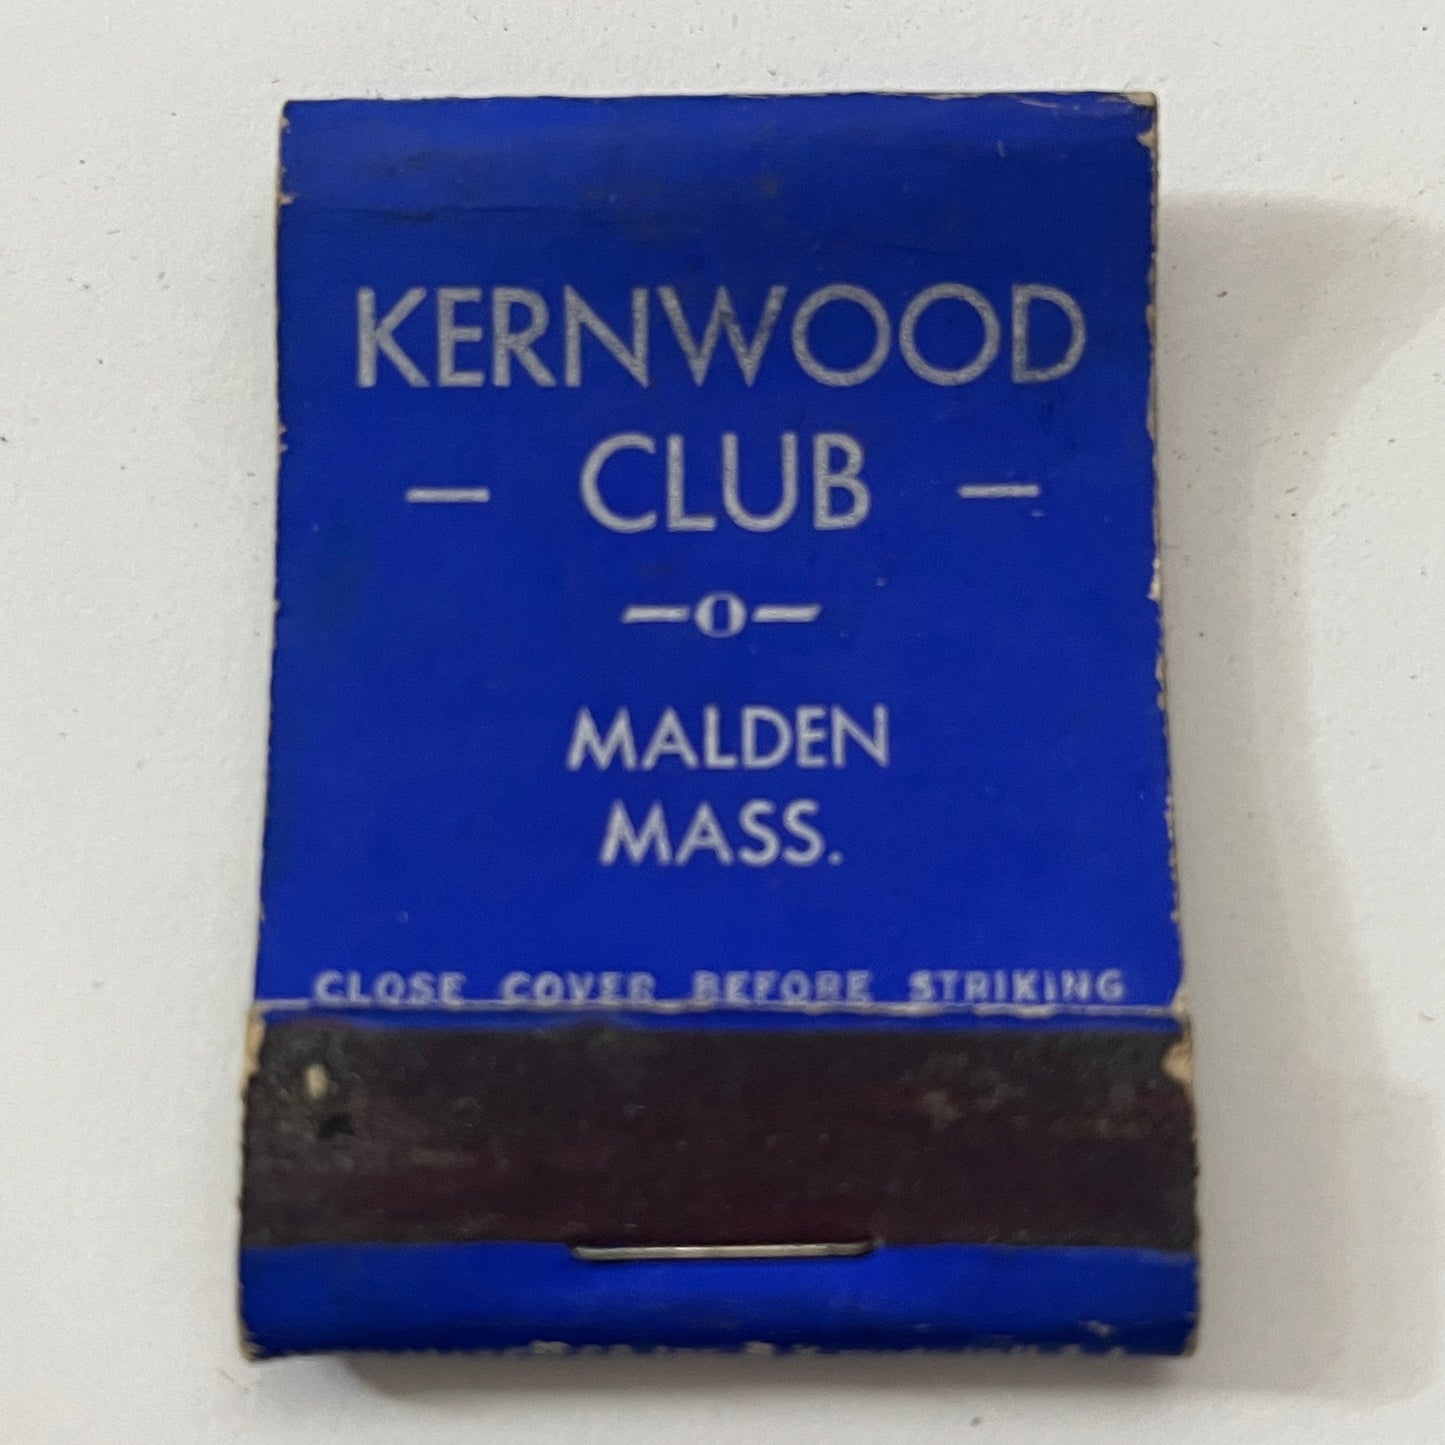 KERNWOOD
— CLUB —
MALDEN
MASS.
CLOSE COVER BEFORE STRIKING